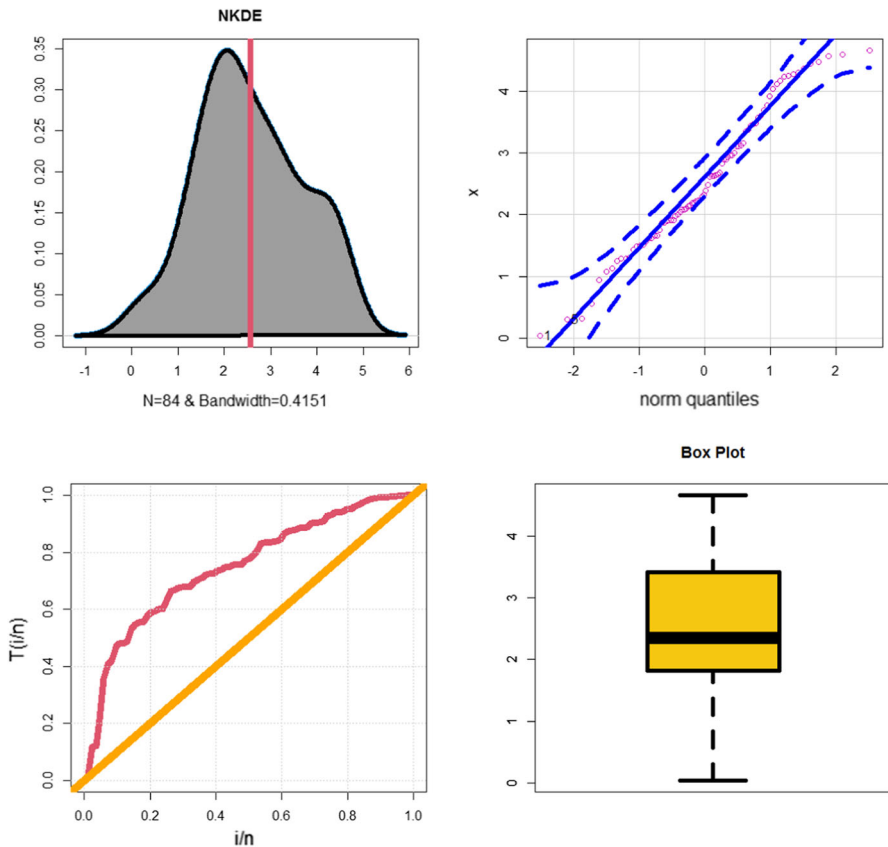 NKDE
0.35
0.30
0.25
0.20
0.15
0.10
0.05
0.00
-1 0 1 2 3 4 5 6
N=84 & Bandwidth=0.4151
x
4
3
2
1
0
1
-2 -1 0 1 2
norm quantiles
T(i/n)
1.0
0.8
0.6
0.4
0.2
0.0
0.0 0.2 0.4 0.6 0.8 1.0
i/n
Box Plot
4
3
2
1
0